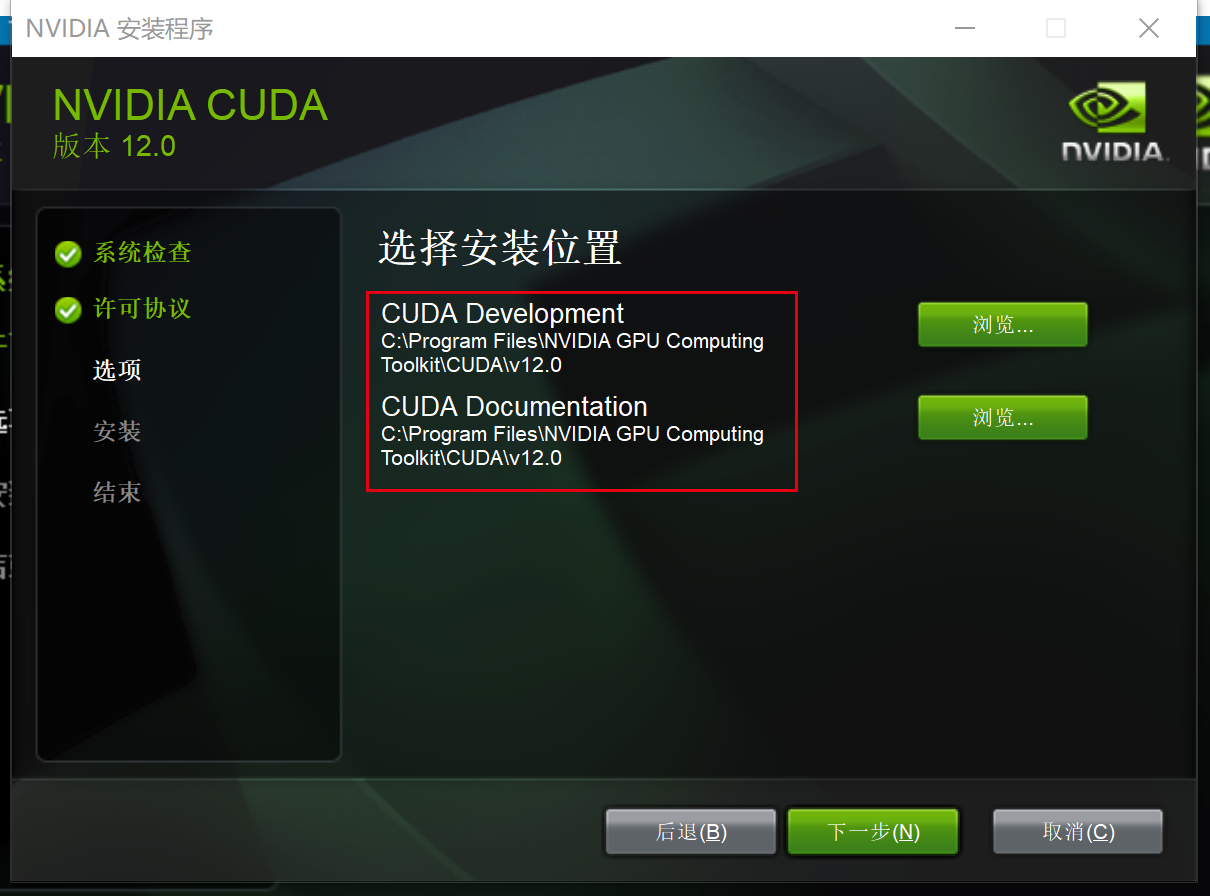 NVIDIA 安装程序
NVIDIA CUDA
版本 12.0
NVIDIA.
系统检查
许可协议
选项
安装
结束
选择安装位置
CUDA Development
C:\Program Files\NVIDIA GPU Computing
Toolkit\CUDA\v12.0
浏览...
CUDA Documentation
C:\Program Files\NVIDIA GPU Computing
Toolkit\CUDA\v12.0
浏览...
后退(B)
下一步(N)
取消(C)